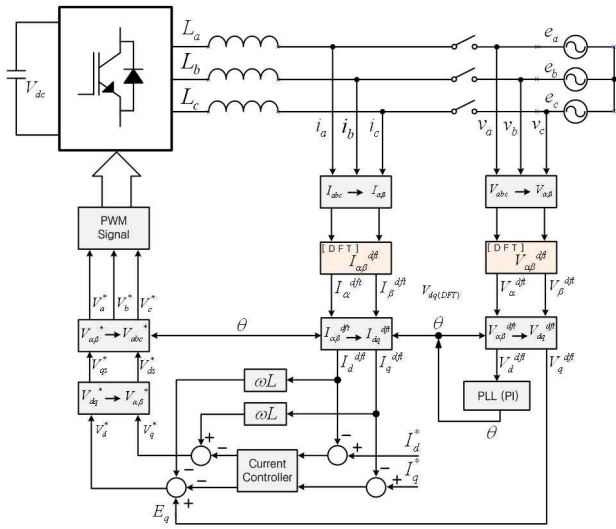 L_a
e_a
V_dc
L_b
e_b
L_c
e_c
i_a i_b i_c
v_a v_b v_c
I_abc → I_αβ
V_abc → V_αβ
PWM
Signal
[DFT]
I_αβ^dft
[DFT]
V_αβ^dft
I_α^dft I_β^dft
V_dq(DFT)
V_α^dft V_β^dft
V_a^* V_b^* V_c^*
V_αβ^* → V_abc^*
θ
I_αβ^dft → I_dq^dft
θ
V_αβ^dft → V_dq^dft
V_qs^* V_ds^*
I_d^dft I_q^dft
V_d^dft V_q^dft
V_dq^* → V_αβ^*
ωL
PLL (PI)
ωL
θ
V_d^* V_q^*
+ − −
− +
I_d^*
Current
Controller
− −
I_q^*
− +
+
E_q